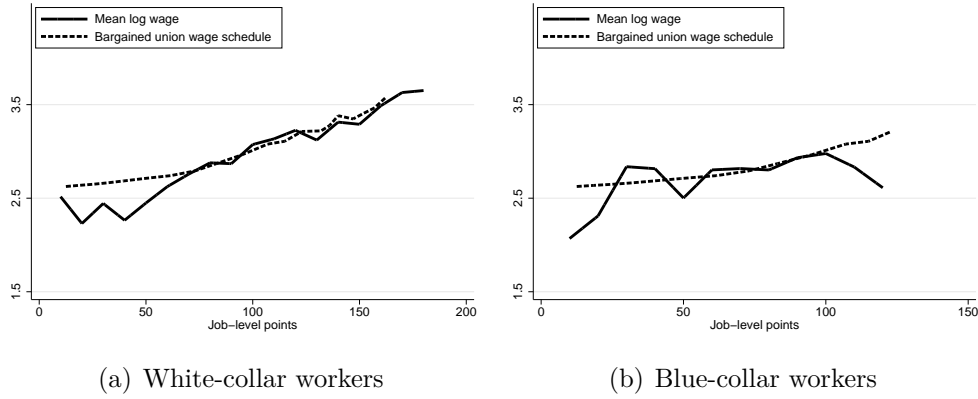 Mean log wage
Bargained union wage schedule
3.5
2.5
1.5
0 50 100 150 200
Job−level points
(a) White-collar workers
Mean log wage
Bargained union wage schedule
3.5
2.5
1.5
0 50 100 150
Job−level points
(b) Blue-collar workers